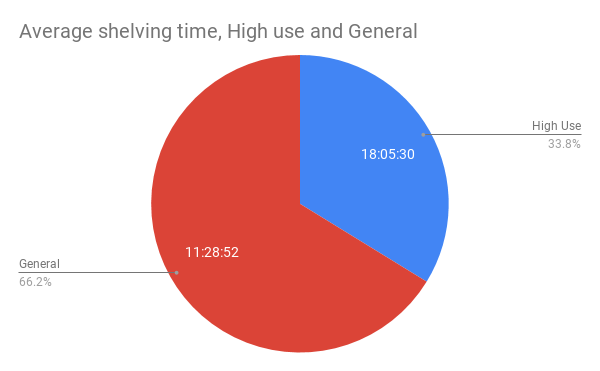 Average shelving time, High use and General
High Use
33.8%
18:05:30
11:28:52
General
66.2%